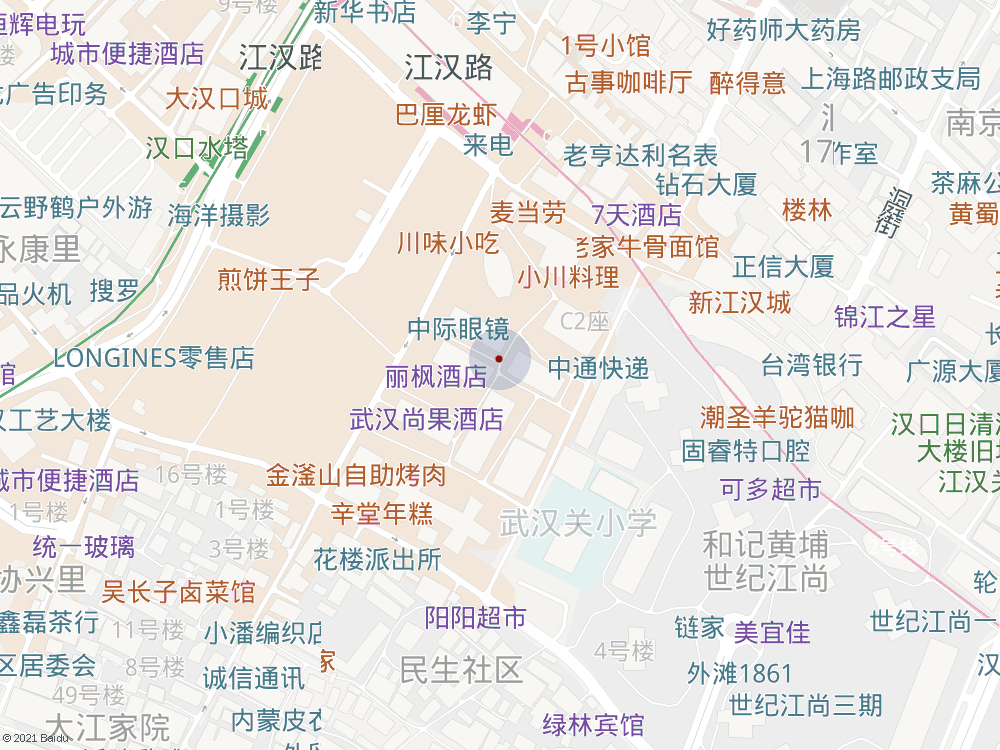 9号楼
新华书店
李宁
恒辉电玩
好药师大药房
城市便捷酒店
江汉路
江汉路
1号小馆
古事咖啡厅
醉得意
上海路邮政支局
广告印务
大汉口城
巴厘龙虾
南京
汉口水塔
来电
老亨达利名表
17
作室
钻石大厦
茶麻公
云野鹤户外游
海洋摄影
麦当劳
7天酒店
楼林
洞庭街
黄蜀
永康里
川味小吃
老家牛骨面馆
煎饼王子
小川料理
正信大厦
品火机
搜罗
新江汉城
锦江之星
C2座
中际眼镜
长
LONGINES零售店
馆
丽枫酒店
中通快递
台湾银行
广源大厦
武汉尚果酒店
汉工艺大楼
潮圣羊驼猫咖
汉口日清
固睿特口腔
大楼旧
城市便捷酒店
16号楼
金滏山自助烤肉
江汉关
可多超市
1号楼
1号楼
辛堂年糕
武汉关小学
统一玻璃
3号楼
花楼派出所
和记黄埔
世纪江尚
2号线
协兴里
吴长子卤菜馆
轮
鑫磊茶行
11号楼
小潘编织店
阳阳超市
链家
美宜佳
世纪江尚一
区居委会
8号楼
诚信通讯
家
民生社区
4号楼
外滩1861
汉
49号楼
大江家院
内蒙皮衣
绿林宾馆
世纪江尚三期
© 2021 Baidu